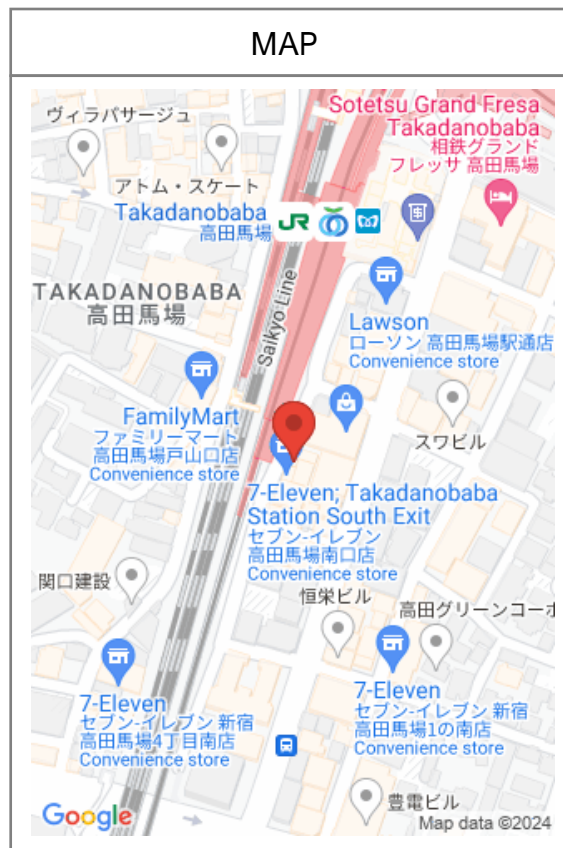 MAP
Sotetsu Grand Fresa
Takadanobaba
相鉄グランド
フレッサ 高田馬場
ヴィラパサージュ
アトム・スケート
Takadanobaba
高田馬場
JR
Saikyo Line
TAKADANOBABA
高田馬場
Lawson
ローソン 高田馬場駅通店
Convenience store
FamilyMart
ファミリーマート
高田馬場戸山口店
Convenience store
スワビル
7-Eleven; Takadanobaba
Station South Exit
セブン-イレブン
高田馬場南口店
Convenience store
関口建設
恒栄ビル
高田グリーンコーポ
7-Eleven
セブン-イレブン 新宿
高田馬場4丁目南店
Convenience store
7-Eleven
セブン-イレブン 新宿
高田馬場1の南店
Convenience store
豊電ビル
Google
Map data ©2024